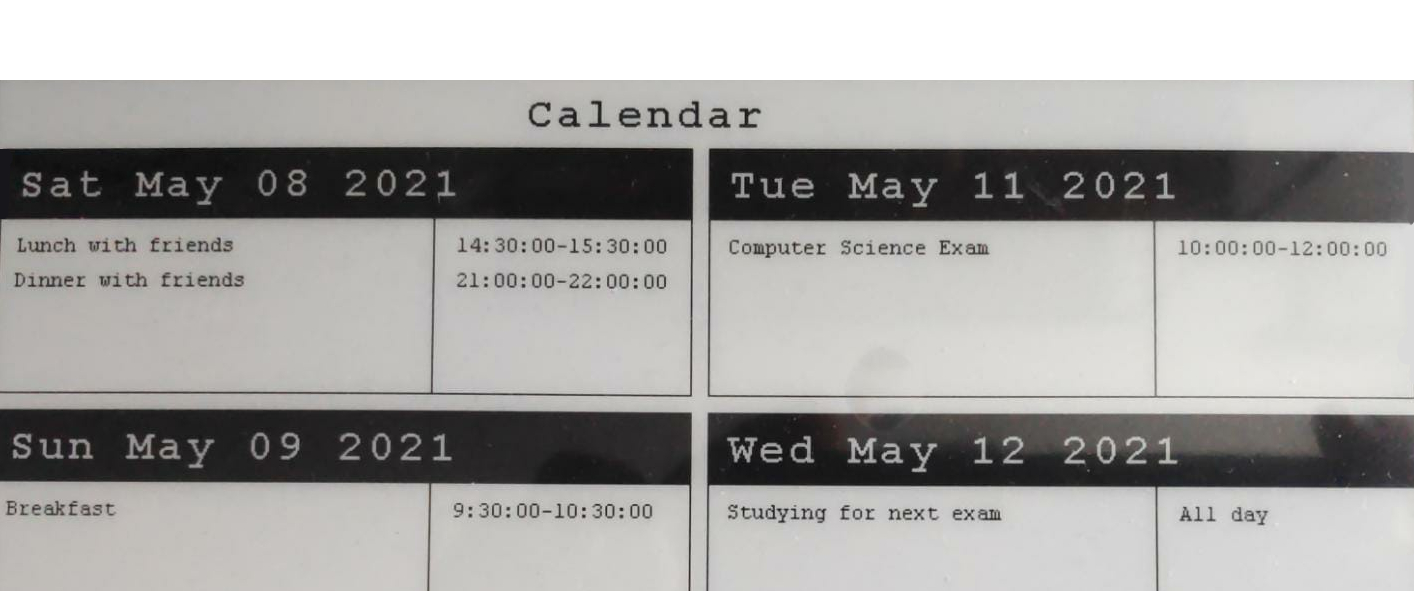 Calendar
Sat May 08 2021
Lunch with friends 14:30:00-15:30:00
Dinner with friends 21:00:00-22:00:00
Sun May 09 2021
Breakfast 9:30:00-10:30:00
Tue May 11 2021
Computer Science Exam 10:00:00-12:00:00
Wed May 12 2021
Studying for next exam All day